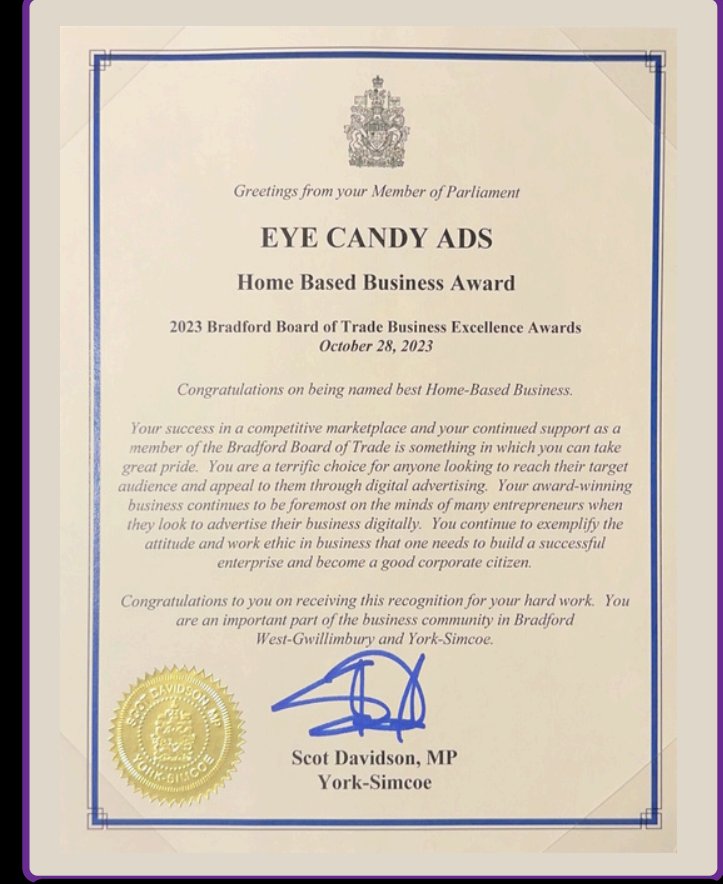 Greetings from your Member of Parliament
EYE CANDY ADS
Home Based Business Award
2023 Bradford Board of Trade Business Excellence Awards
October 28, 2023
Congratulations on being named best Home-Based Business.
Your success in a competitive marketplace and your continued support as a
member of the Bradford Board of Trade is something in which you can take
great pride.  You are a terrific choice for anyone looking to reach their target
audience and appeal to them through digital advertising.  Your award-winning
business continues to be foremost on the minds of many entrepreneurs when
they look to advertise their business digitally.  You continue to exemplify the
attitude and work ethic in business that one needs to build a successful
enterprise and become a good corporate citizen.
Congratulations to you on receiving this recognition for your hard work.  You
are an important part of the business community in Bradford
West-Gwillimbury and York-Simcoe.
SCOT DAVIDSON, MP
YORK-SIMCOE
Scot Davidson, MP
York-Simcoe